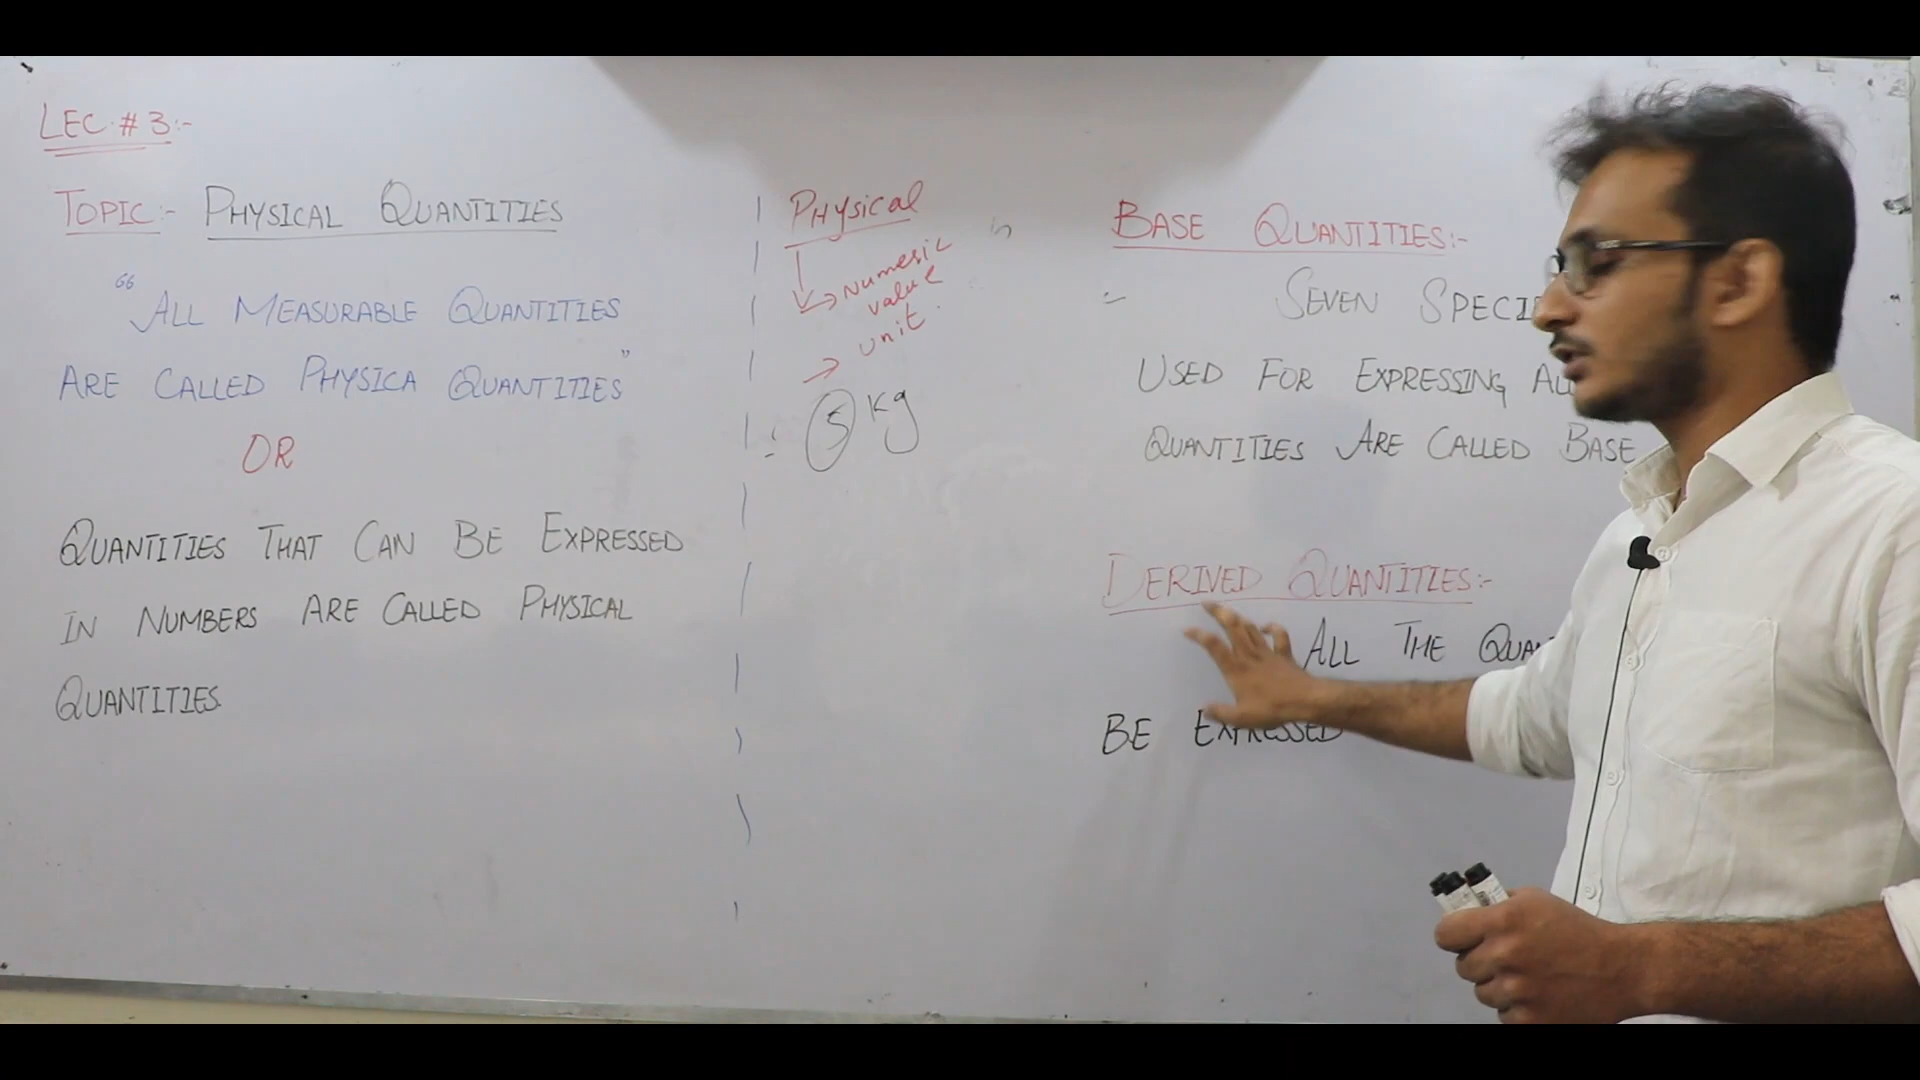 LEC # 3:-
TOPIC:- PHYSICAL QUANTITIES
" ALL MEASURABLE QUANTITIES
ARE CALLED PHYSICA QUANTITIES"
OR
QUANTITIES THAT CAN BE EXPRESSED
IN NUMBERS ARE CALLED PHYSICAL
QUANTITIES.
Physical
Numeric
value
unit.
5 kg
BASE QUANTITIES:-
SEVEN SPECI
USED FOR EXPRESSING AL
QUANTITIES ARE CALLED BASE
DERIVED QUANTITIES:-
ALL THE QUAN
BE EXPRESSED